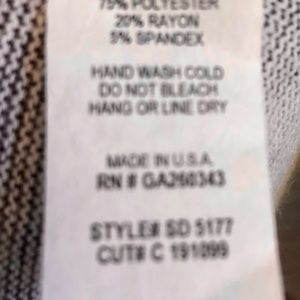 75% POLYESTER
20% RAYON
5% SPANDEX
HAND WASH COLD
DO NOT BLEACH
HANG OR LINE DRY
MADE IN U.S.A.
RN # GA260343
STYLE# SD 5177
CUT# C 191099